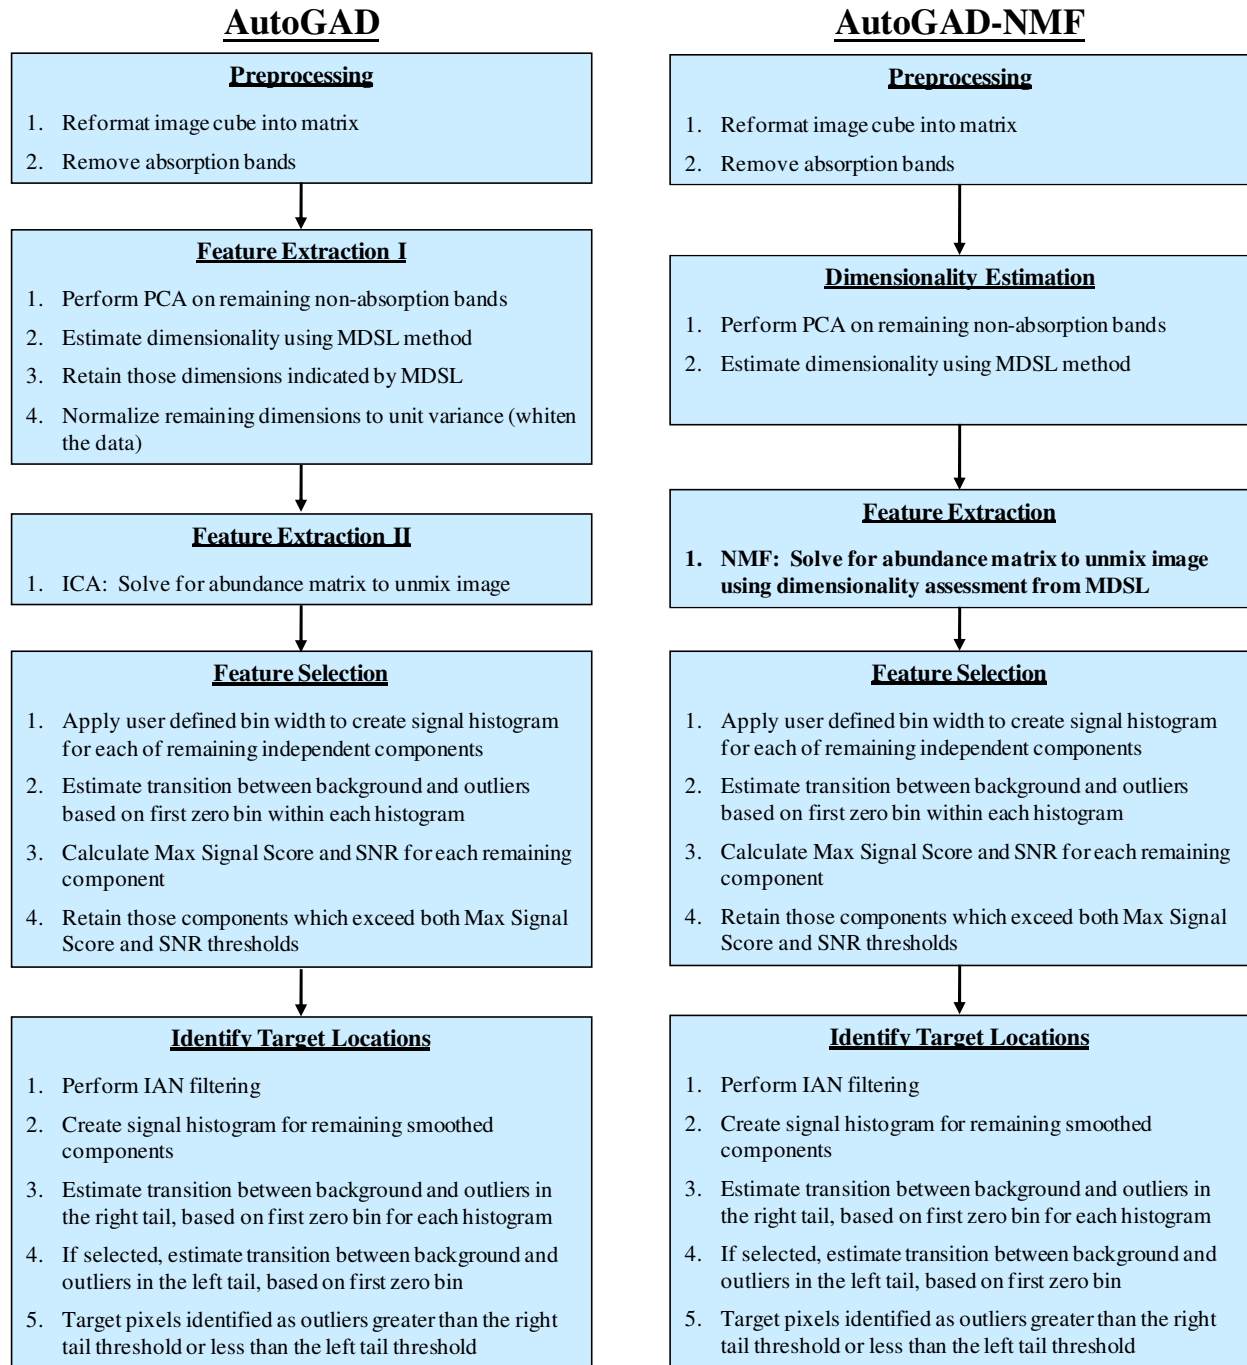 AutoGAD
Preprocessing
1. Reformat image cube into matrix
2. Remove absorption bands
Feature Extraction I
1. Perform PCA on remaining non-absorption bands
2. Estimate dimensionality using MDSL method
3. Retain those dimensions indicated by MDSL
4. Normalize remaining dimensions to unit variance (whiten
the data)
Feature Extraction II
1. ICA: Solve for abundance matrix to unmix image
Feature Selection
1. Apply user defined bin width to create signal histogram
for each of remaining independent components
2. Estimate transition between background and outliers
based on first zero bin within each histogram
3. Calculate Max Signal Score and SNR for each remaining
component
4. Retain those components which exceed both Max Signal
Score and SNR thresholds
Identify Target Locations
1. Perform IAN filtering
2. Create signal histogram for remaining smoothed
components
3. Estimate transition between background and outliers in
the right tail, based on first zero bin for each histogram
4. If selected, estimate transition between background and
outliers in the left tail, based on first zero bin
5. Target pixels identified as outliers greater than the right
tail threshold or less than the left tail threshold
AutoGAD-NMF
Preprocessing
1. Reformat image cube into matrix
2. Remove absorption bands
Dimensionality Estimation
1. Perform PCA on remaining non-absorption bands
2. Estimate dimensionality using MDSL method
Feature Extraction
1. NMF: Solve for abundance matrix to unmix image
using dimensionality assessment from MDSL
Feature Selection
1. Apply user defined bin width to create signal histogram
for each of remaining independent components
2. Estimate transition between background and outliers
based on first zero bin within each histogram
3. Calculate Max Signal Score and SNR for each remaining
component
4. Retain those components which exceed both Max Signal
Score and SNR thresholds
Identify Target Locations
1. Perform IAN filtering
2. Create signal histogram for remaining smoothed
components
3. Estimate transition between background and outliers in
the right tail, based on first zero bin for each histogram
4. If selected, estimate transition between background and
outliers in the left tail, based on first zero bin
5. Target pixels identified as outliers greater than the right
tail threshold or less than the left tail threshold